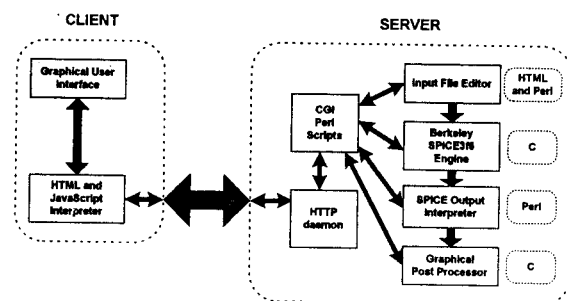 CLIENT
SERVER
Graphical User
Interface
HTML and
JavaScript
Interpreter
CGI
Perl
Scripts
HTTP
daemon
Input File Editor
HTML
and Perl
Berkeley
SPICE3f5
Engine
C
SPICE Output
Interpreter
Perl
Graphical
Post Processor
C